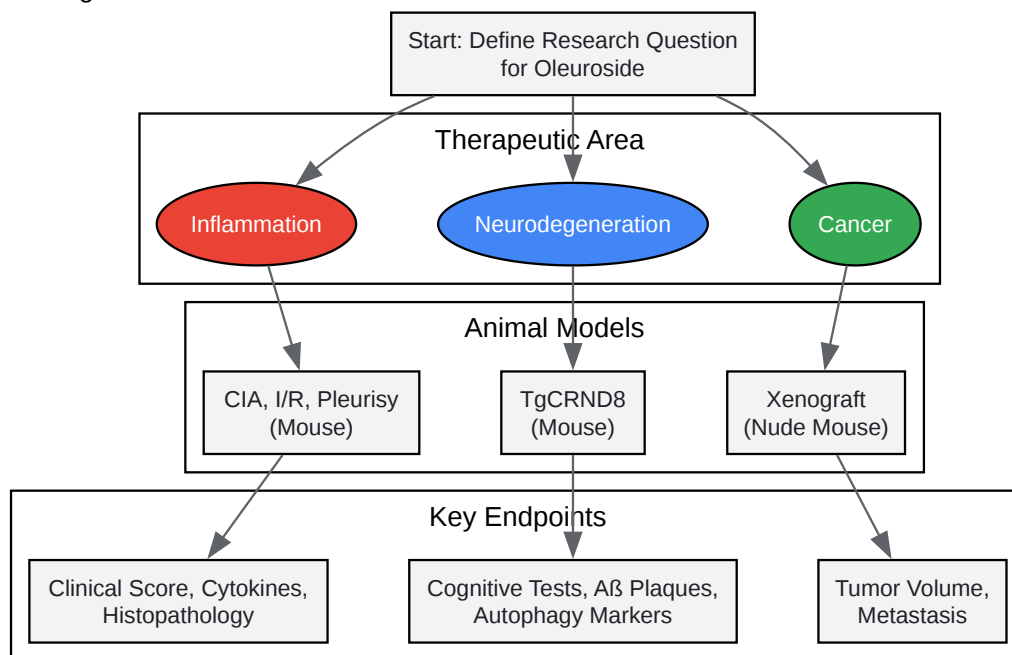 Start: Define Research Question
for Oleuroside
Therapeutic Area
Inflammation
Neurodegeneration
Cancer
Animal Models
CIA, I/R, Pleurisy
(Mouse)
TgCRND8
(Mouse)
Xenograft
(Nude Mouse)
Key Endpoints
Clinical Score, Cytokines,
Histopathology
Cognitive Tests, Aß Plaques,
Autophagy Markers
Tumor Volume,
Metastasis